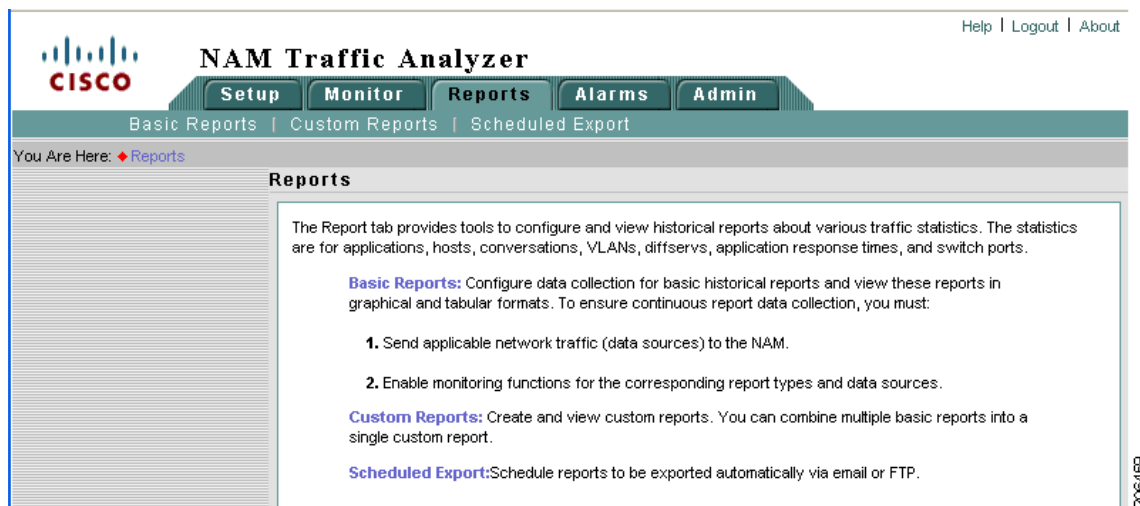 Help | Logout | About
CISCO
NAM Traffic Analyzer
Setup Monitor Reports Alarms Admin
Basic Reports | Custom Reports | Scheduled Export
You Are Here: ◆ Reports
Reports
The Report tab provides tools to configure and view historical reports about various traffic statistics. The statistics
are for applications, hosts, conversations, VLANs, diffservs, application response times, and switch ports.
Basic Reports: Configure data collection for basic historical reports and view these reports in
graphical and tabular formats. To ensure continuous report data collection, you must:
1. Send applicable network traffic (data sources) to the NAM.
2. Enable monitoring functions for the corresponding report types and data sources.
Custom Reports: Create and view custom reports. You can combine multiple basic reports into a
single custom report.
Scheduled Export:Schedule reports to be exported automatically via email or FTP.